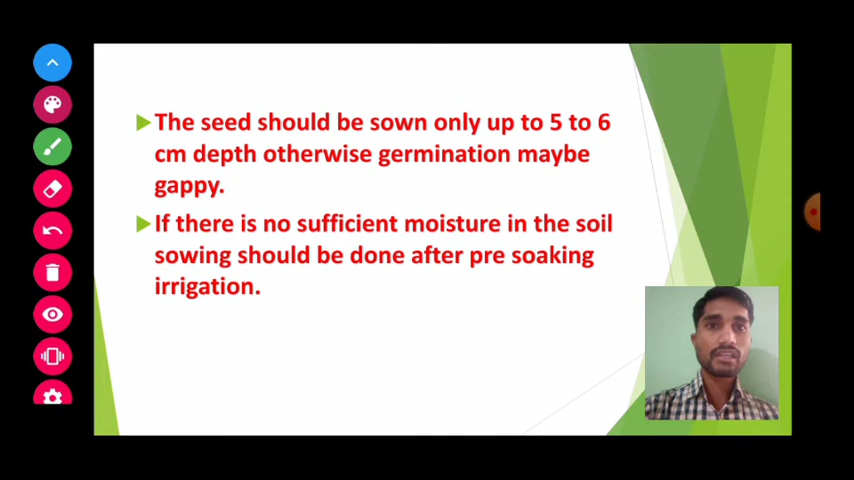 The seed should be sown only up to 5 to 6
cm depth otherwise germination maybe
gappy.
If there is no sufficient moisture in the soil
sowing should be done after pre soaking
irrigation.